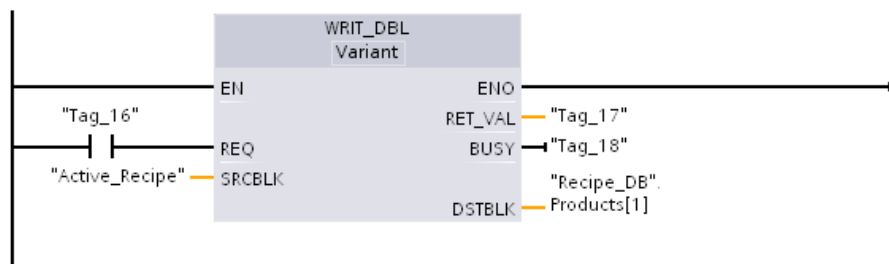 WRIT_DBL
Variant
EN
ENO
"Tag_16"
RET_VAL
"Tag_17"
REQ
BUSY
"Tag_18"
"Active_Recipe"
SRCBLK
"Recipe_DB".
DSTBLK
Products[1]